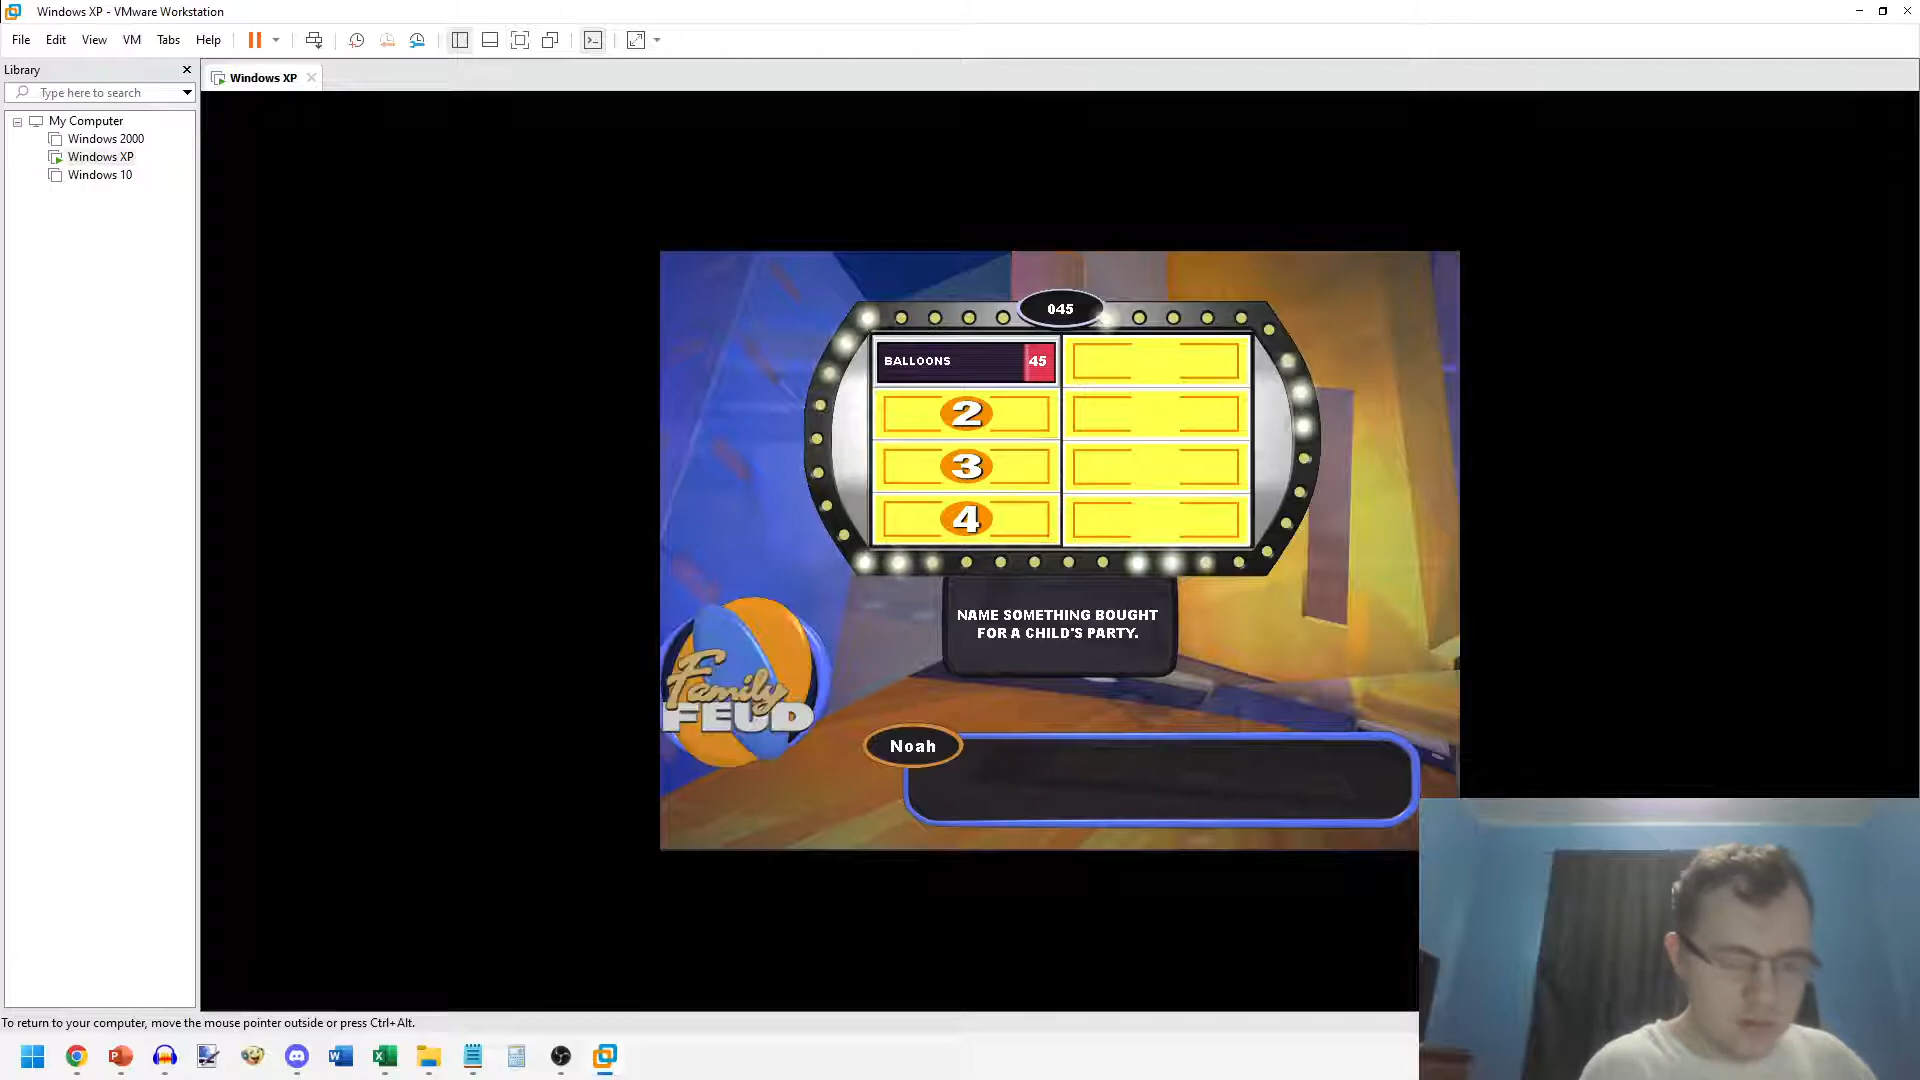 Windows XP - VMware Workstation
File Edit View VM Tabs Help
Library
Windows XP
Type here to search
My Computer
Windows 2000
Windows XP
Windows 10
045
BALLOONS 45
2
3
4
NAME SOMETHING BOUGHT
FOR A CHILD'S PARTY.
Family
FEUD
Noah
To return to your computer, move the mouse pointer outside or press Ctrl+Alt.